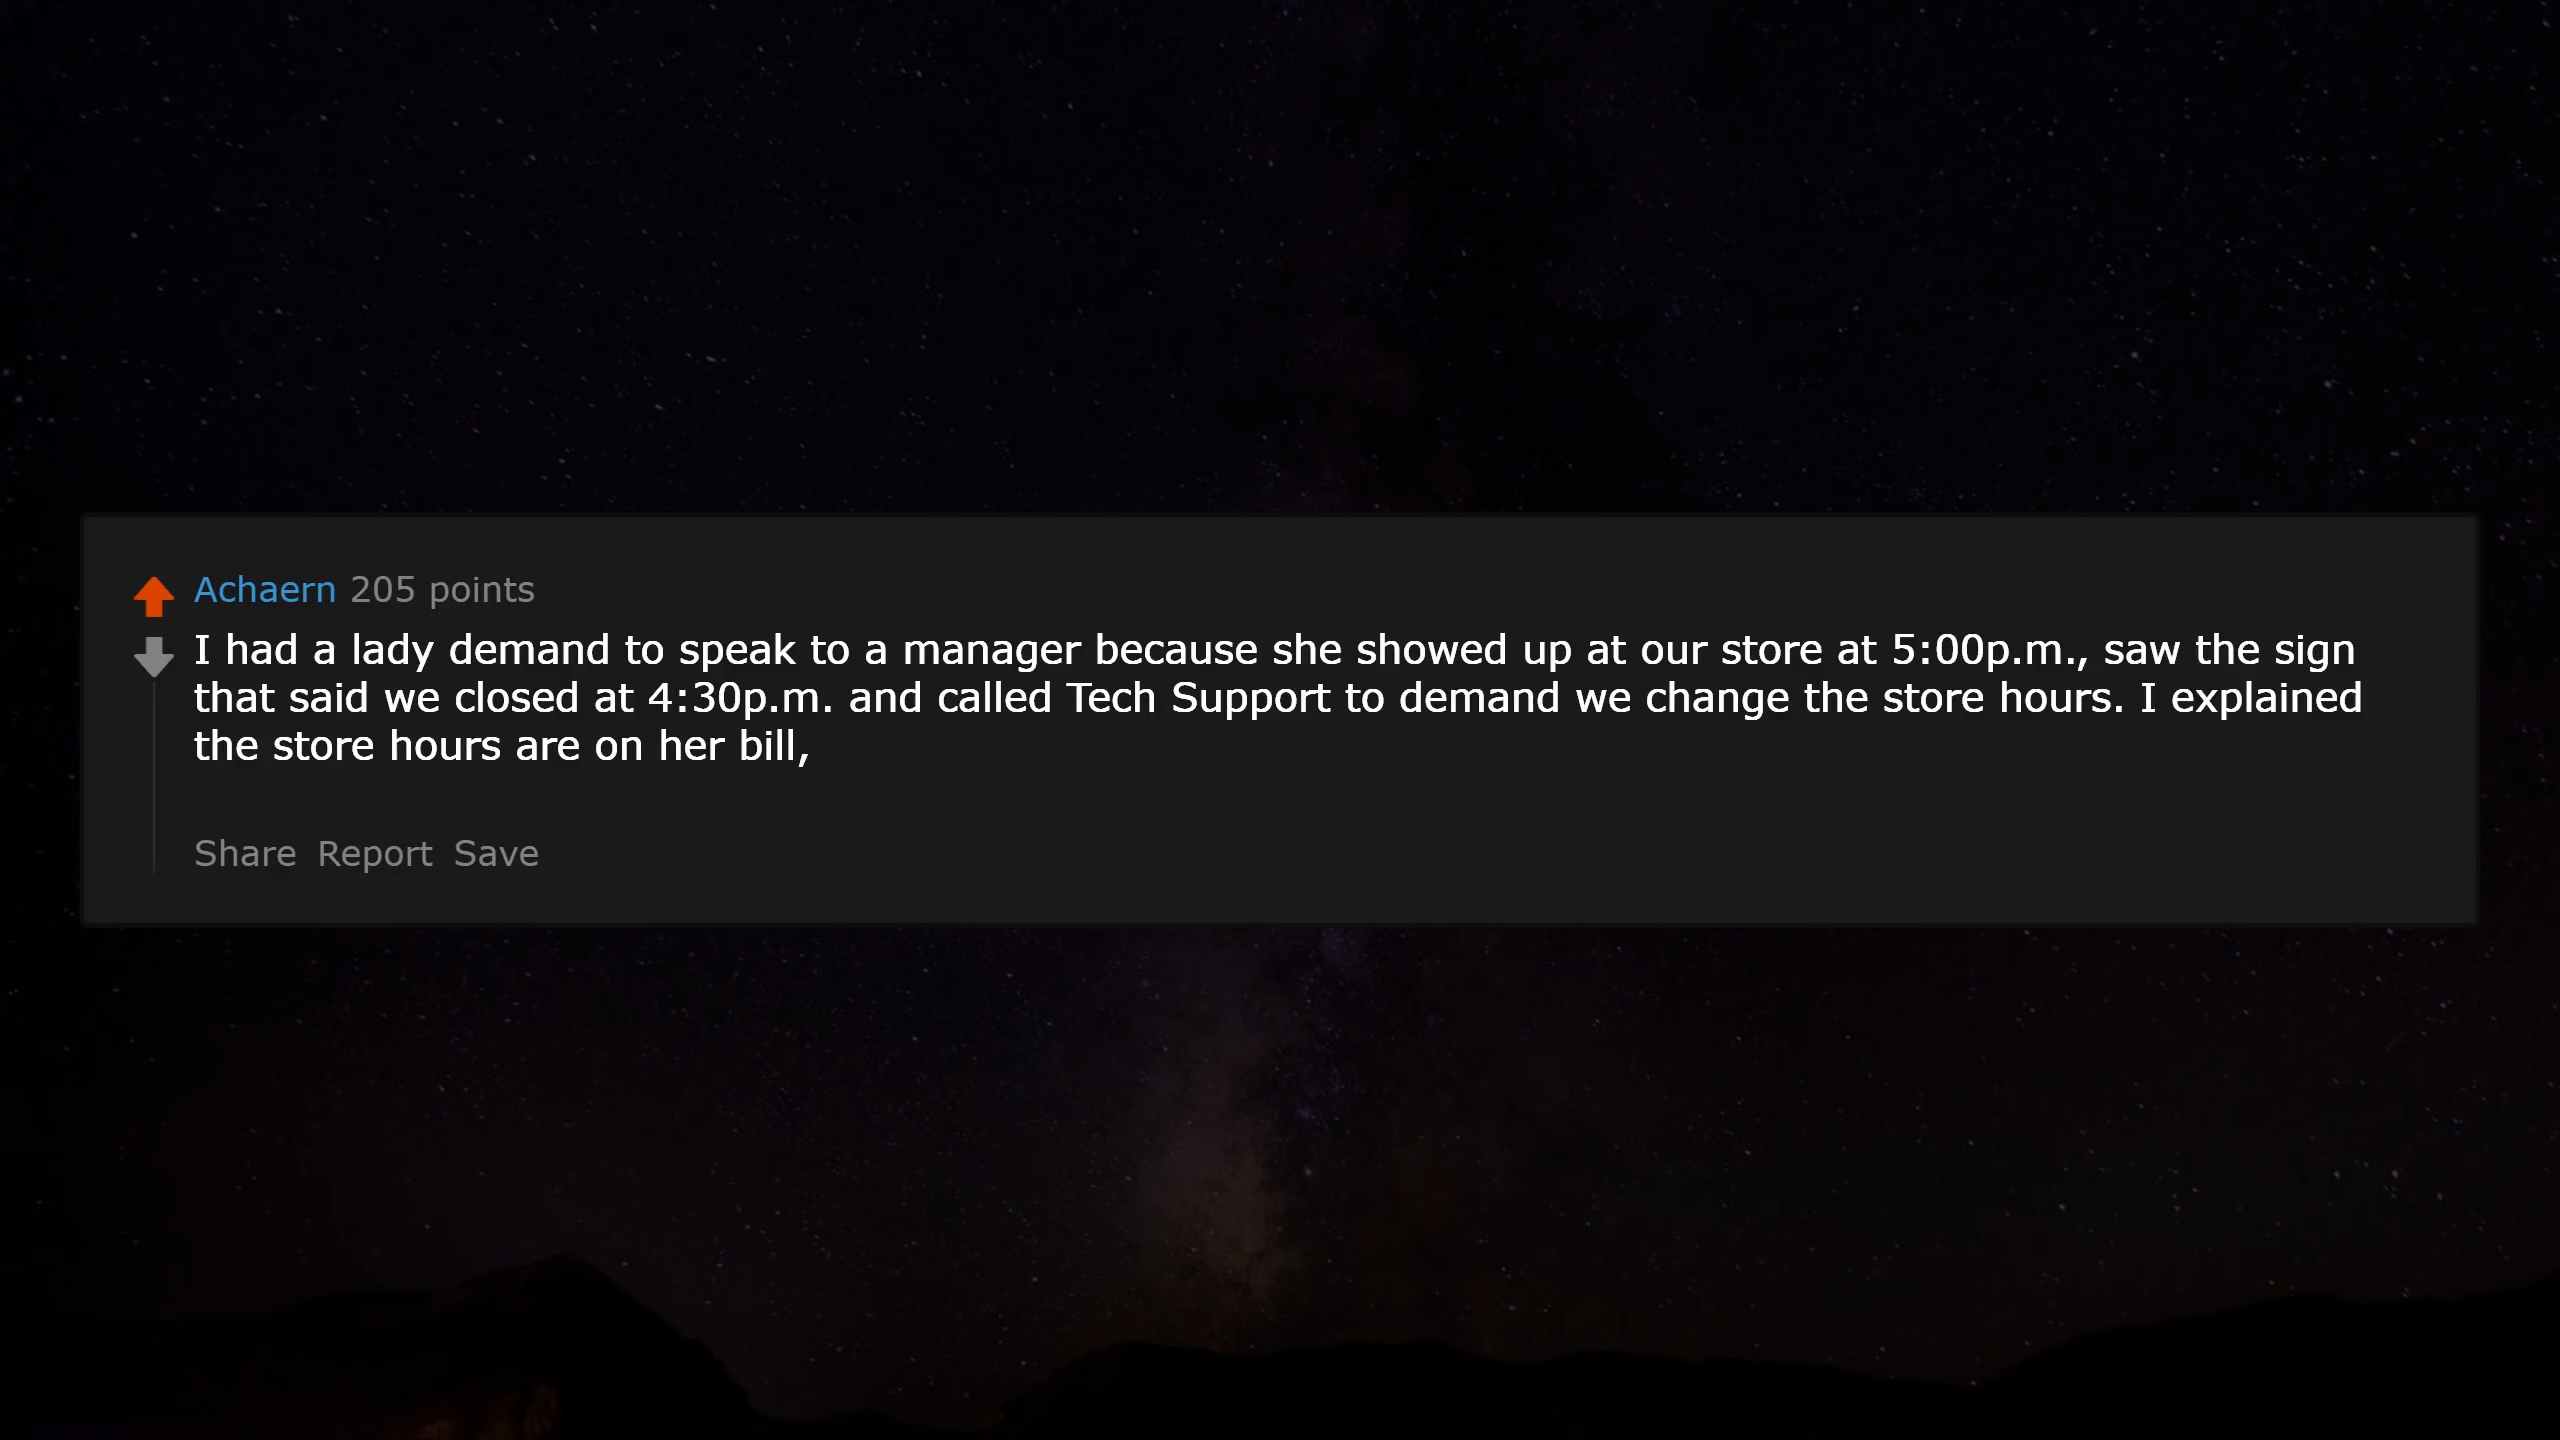 Achaern 205 points
I had a lady demand to speak to a manager because she showed up at our store at 5:00p.m., saw the sign
that said we closed at 4:30p.m. and called Tech Support to demand we change the store hours. I explained
the store hours are on her bill,
Share Report Save